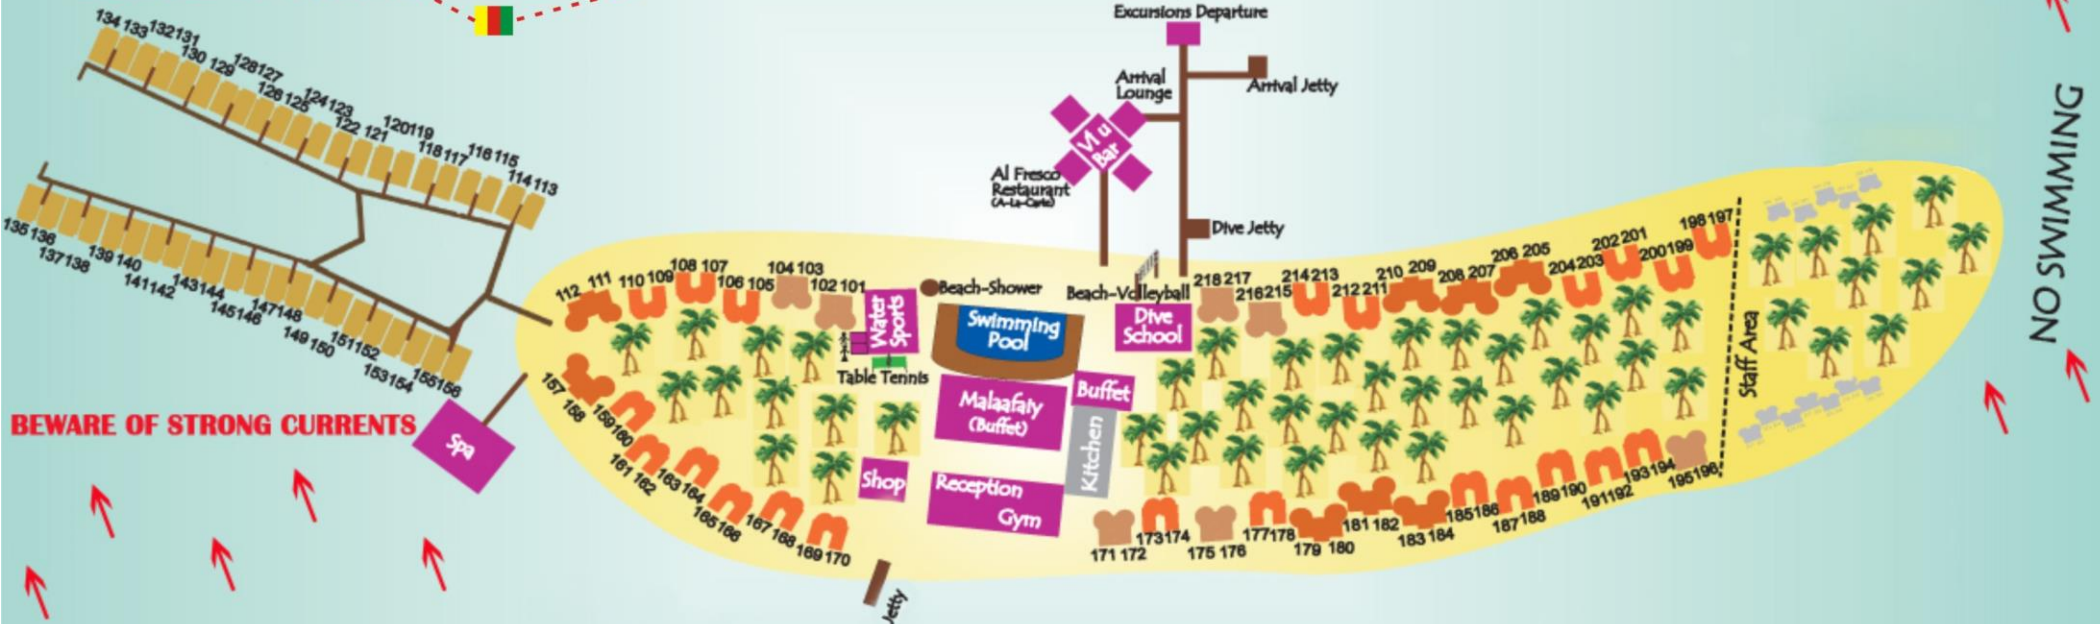 Excursions Departure
Arrival
Lounge
Arrival Jetty
Vilu
Bar
Al Fresco
Restaurant
(A-La-Carte)
Dive Jetty
NO SWIMMING
134 133 132 131
130 129
128 127
126 125
124 123
122 121
120 119
118 117
116 115
114 113
135 136
137 138
139 140
141 142
143 144
145 146
147 148
149 150
151 152
153 154
155 156
BEWARE OF STRONG CURRENTS
Spa
112 111 110 109 108 107 106 105 104 103 102 101
Water
Sports
Beach-Shower
Beach-Volleyball
Swimming
Pool
Dive
School
Table Tennis
218 217
216 215
214 213
212 211
210 209
208 207
206 205
204 203
202 201
200 199
198 197
Staff Area
Malaafaiy
(Buffet)
Buffet
Kitchen
Shop
Reception
Gym
157 158
159 160
161 162
163 164
165 166
167 168
169 170
171 172
173 174
175 176
177 178
179 180
181 182
183 184
185 186
187 188
189 190
191 192
193 194
195 196
Jetty